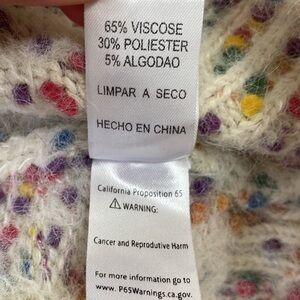 65% VISCOSE
30% POLIESTER
5% ALGODAO
LIMPAR A SECO
HECHO EN CHINA
California Proposition 65
⚠ WARNING:
Cancer and Reprodutive Harm
For more information go to
www. P65Warnings.ca.gov.